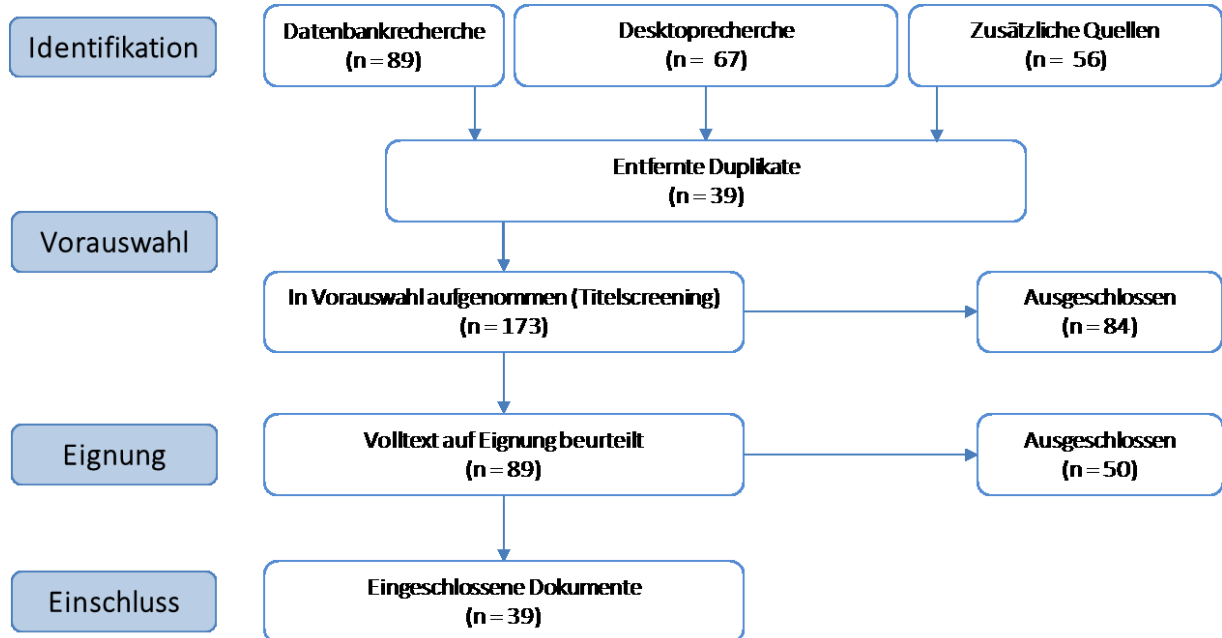 Identifikation
Datenbankrecherche
(n = 89)
Desktoprecherche
(n = 67)
Zusätzliche Quellen
(n = 56)
Entfernte Duplikate
(n = 39)
Vorauswahl
In Vorauswahl aufgenommen (Titelscreening)
(n = 173)
Ausgeschlossen
(n = 84)
Eignung
Volltext auf Eignung beurteilt
(n = 89)
Ausgeschlossen
(n = 50)
Einschluss
Eingeschlossene Dokumente
(n = 39)